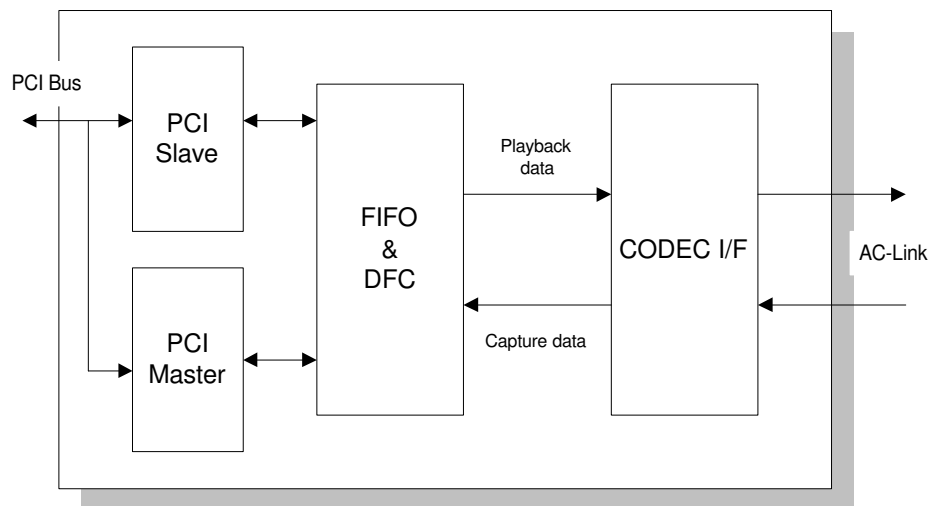 PCI Bus
PCI
Slave
PCI
Master
FIFO
&
DFC
Playback
data
Capture data
CODEC I/F
AC-Link